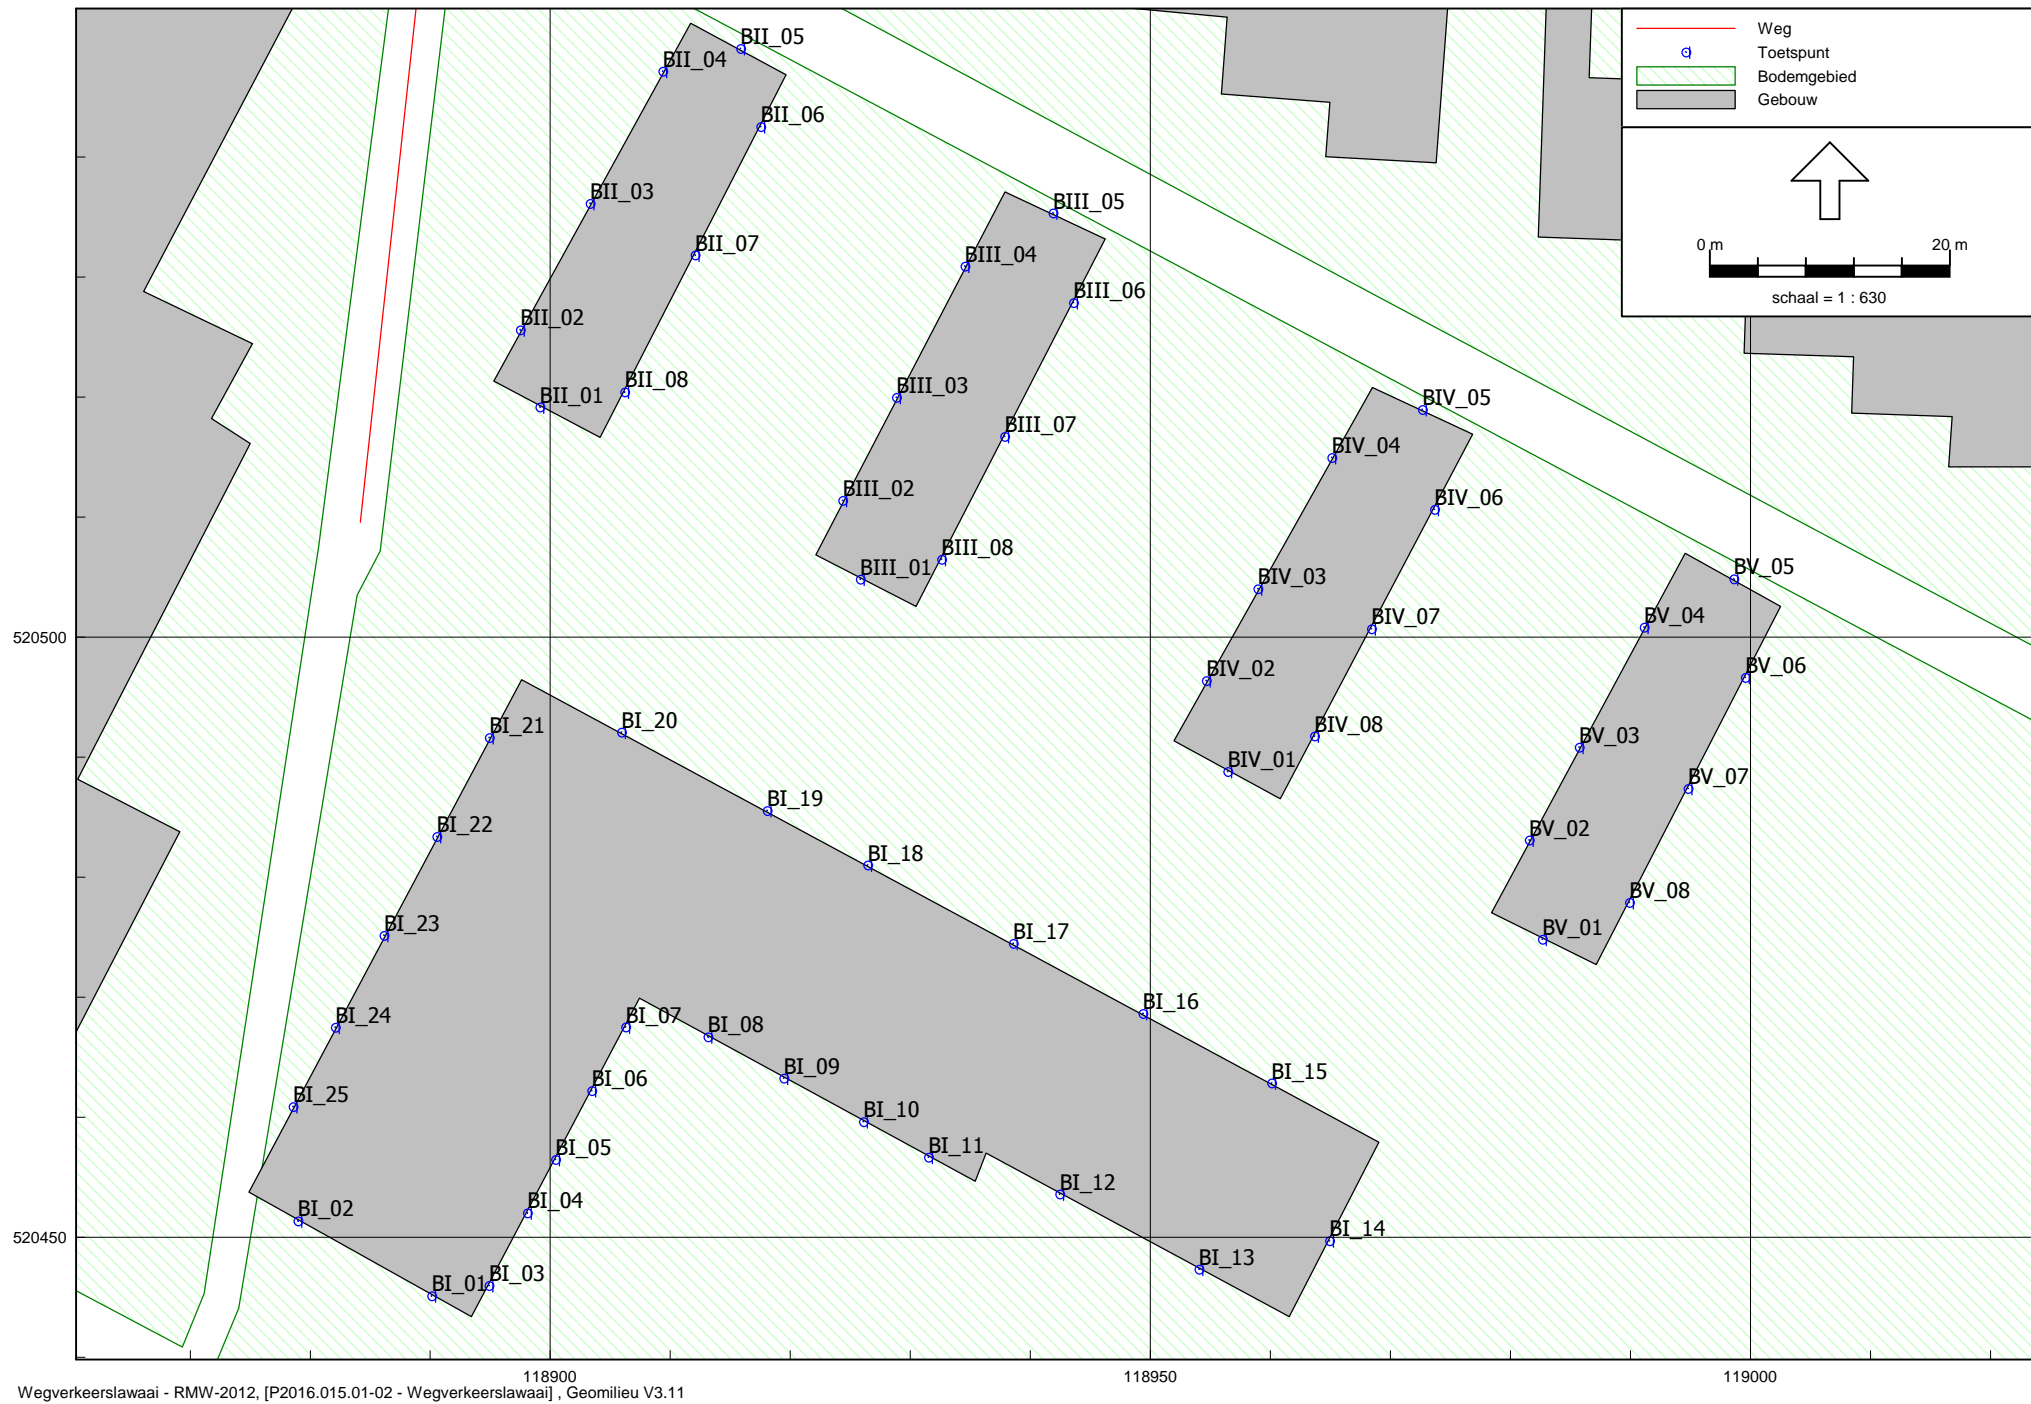 Weg
Toetspunt
Bodemgebied
Gebouw
0 m 20 m
schaal = 1 : 630
BII_05
BII_04
BII_06
BII_03
BIII_05
BII_07
BIII_04
BIII_06
BII_02
BII_08
BII_01
BIII_03
BIV_05
BIII_07
BIV_04
BIII_02
BIV_06
BIII_08
BIII_01
BIV_03
BV_05
BV_04
BIV_07
520500
BIV_02
BV_06
BI_21
BI_20
BIV_08
BV_03
BIV_01
BV_07
BI_19
BI_22
BV_02
BI_18
BV_08
BI_23
BI_17
BV_01
BI_16
BI_24
BI_07
BI_08
BI_09
BI_06
BI_15
BI_25
BI_10
BI_05
BI_11
BI_12
BI_04
BI_02
BI_14
520450
BI_13
BI_03
BI_01
118900 118950 119000
Wegverkeerslawaai - RMW-2012, [P2016.015.01-02 - Wegverkeerslawaai] , Geomilieu V3.11